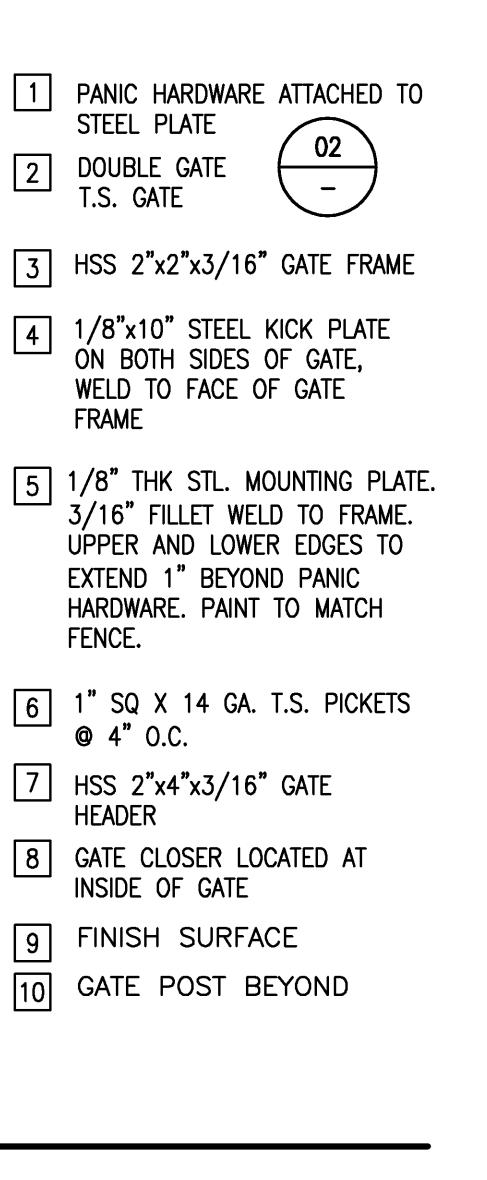 1 PANIC HARDWARE ATTACHED TO
STEEL PLATE
02
–
2 DOUBLE GATE
T.S. GATE
3 HSS 2"x2"x3/16" GATE FRAME
4 1/8"x10" STEEL KICK PLATE
ON BOTH SIDES OF GATE,
WELD TO FACE OF GATE
FRAME
5 1/8" THK STL. MOUNTING PLATE.
3/16" FILLET WELD TO FRAME.
UPPER AND LOWER EDGES TO
EXTEND 1" BEYOND PANIC
HARDWARE. PAINT TO MATCH
FENCE.
6 1" SQ X 14 GA. T.S. PICKETS
@ 4" O.C.
7 HSS 2"x4"x3/16" GATE
HEADER
8 GATE CLOSER LOCATED AT
INSIDE OF GATE
9 FINISH SURFACE
10 GATE POST BEYOND